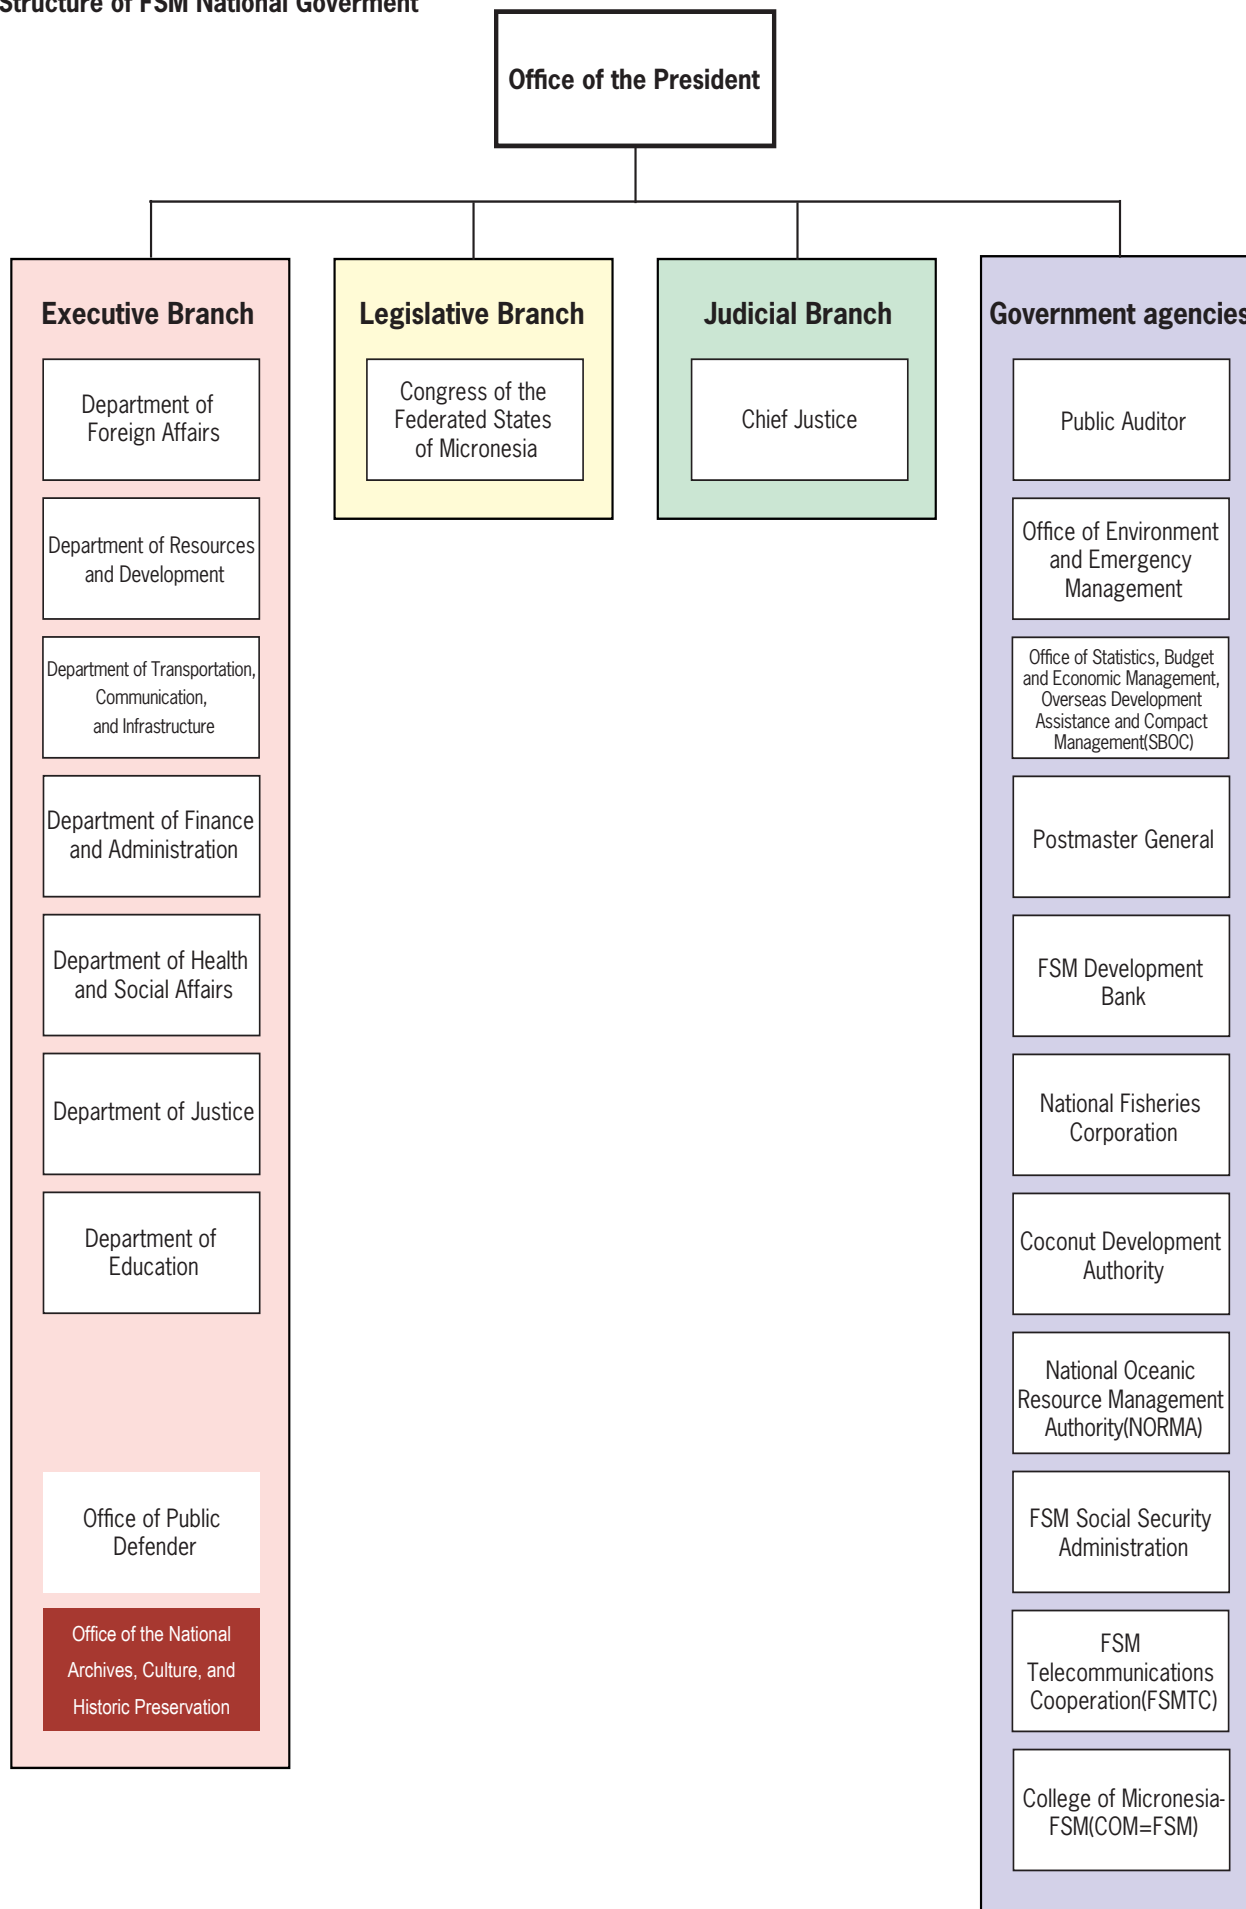 Structure of FSM National Goverment
Office of the President
Executive Branch
Department of
Foreign Affairs
Department of Resources
and Development
Department of Transportation,
Communication,
and Infrastructure
Department of Finance
and Administration
Department of Health
and Social Affairs
Department of Justice
Department of
Education
Office of Public
Defender
Office of the National
Archives, Culture, and
Historic Preservation
Legislative Branch
Congress of the
Federated States
of Micronesia
Judicial Branch
Chief Justice
Government agencies
Public Auditor
Office of Environment
and Emergency
Management
Office of Statistics, Budget
and Economic Management,
Overseas Development
Assistance and Compact
Management(SBOC)
Postmaster General
FSM Development
Bank
National Fisheries
Corporation
Coconut Development
Authority
National Oceanic
Resource Management
Authority(NORMA)
FSM Social Security
Administration
FSM
Telecommunications
Cooperation(FSMTC)
College of Micronesia-
FSM(COM=FSM)